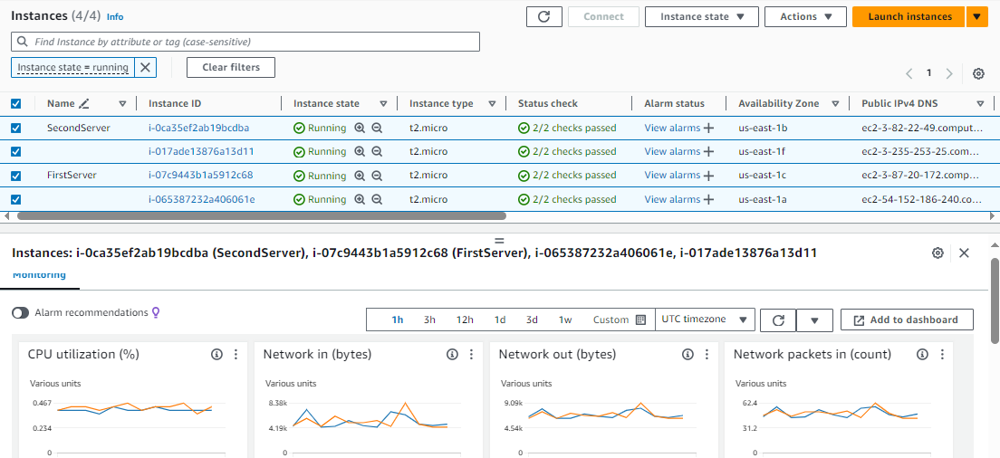 Instances (4/4) Info
Connect Instance state Actions Launch instances
Find Instance by attribute or tag (case-sensitive)
Instance state = running Clear filters
1
Name Instance ID Instance state Instance type Status check Alarm status Availability Zone Public IPv4 DNS
SecondServer i-0ca35ef2ab19bcdba Running t2.micro 2/2 checks passed View alarms us-east-1b ec2-3-82-22-49.comput...
i-017ade13876a13d11 Running t2.micro 2/2 checks passed View alarms us-east-1f ec2-3-235-253-25.com...
FirstServer i-07c9443b1a5912c68 Running t2.micro 2/2 checks passed View alarms us-east-1c ec2-3-87-20-172.comp...
i-065387232a406061e Running t2.micro 2/2 checks passed View alarms us-east-1a ec2-54-152-186-240.co...
Instances: i-0ca35ef2ab19bcdba (SecondServer), i-07c9443b1a5912c68 (FirstServer), i-065387232a406061e, i-017ade13876a13d11
Monitoring
Alarm recommendations 1h 3h 12h 1d 3d 1w Custom UTC timezone Add to dashboard
CPU utilization (%) Network in (bytes) Network out (bytes) Network packets in (count)
Various units Various units Various units Various units
0.467 8.38k 9.09k 62.4
0.234 4.19k 4.54k 31.2
0 0 0 0